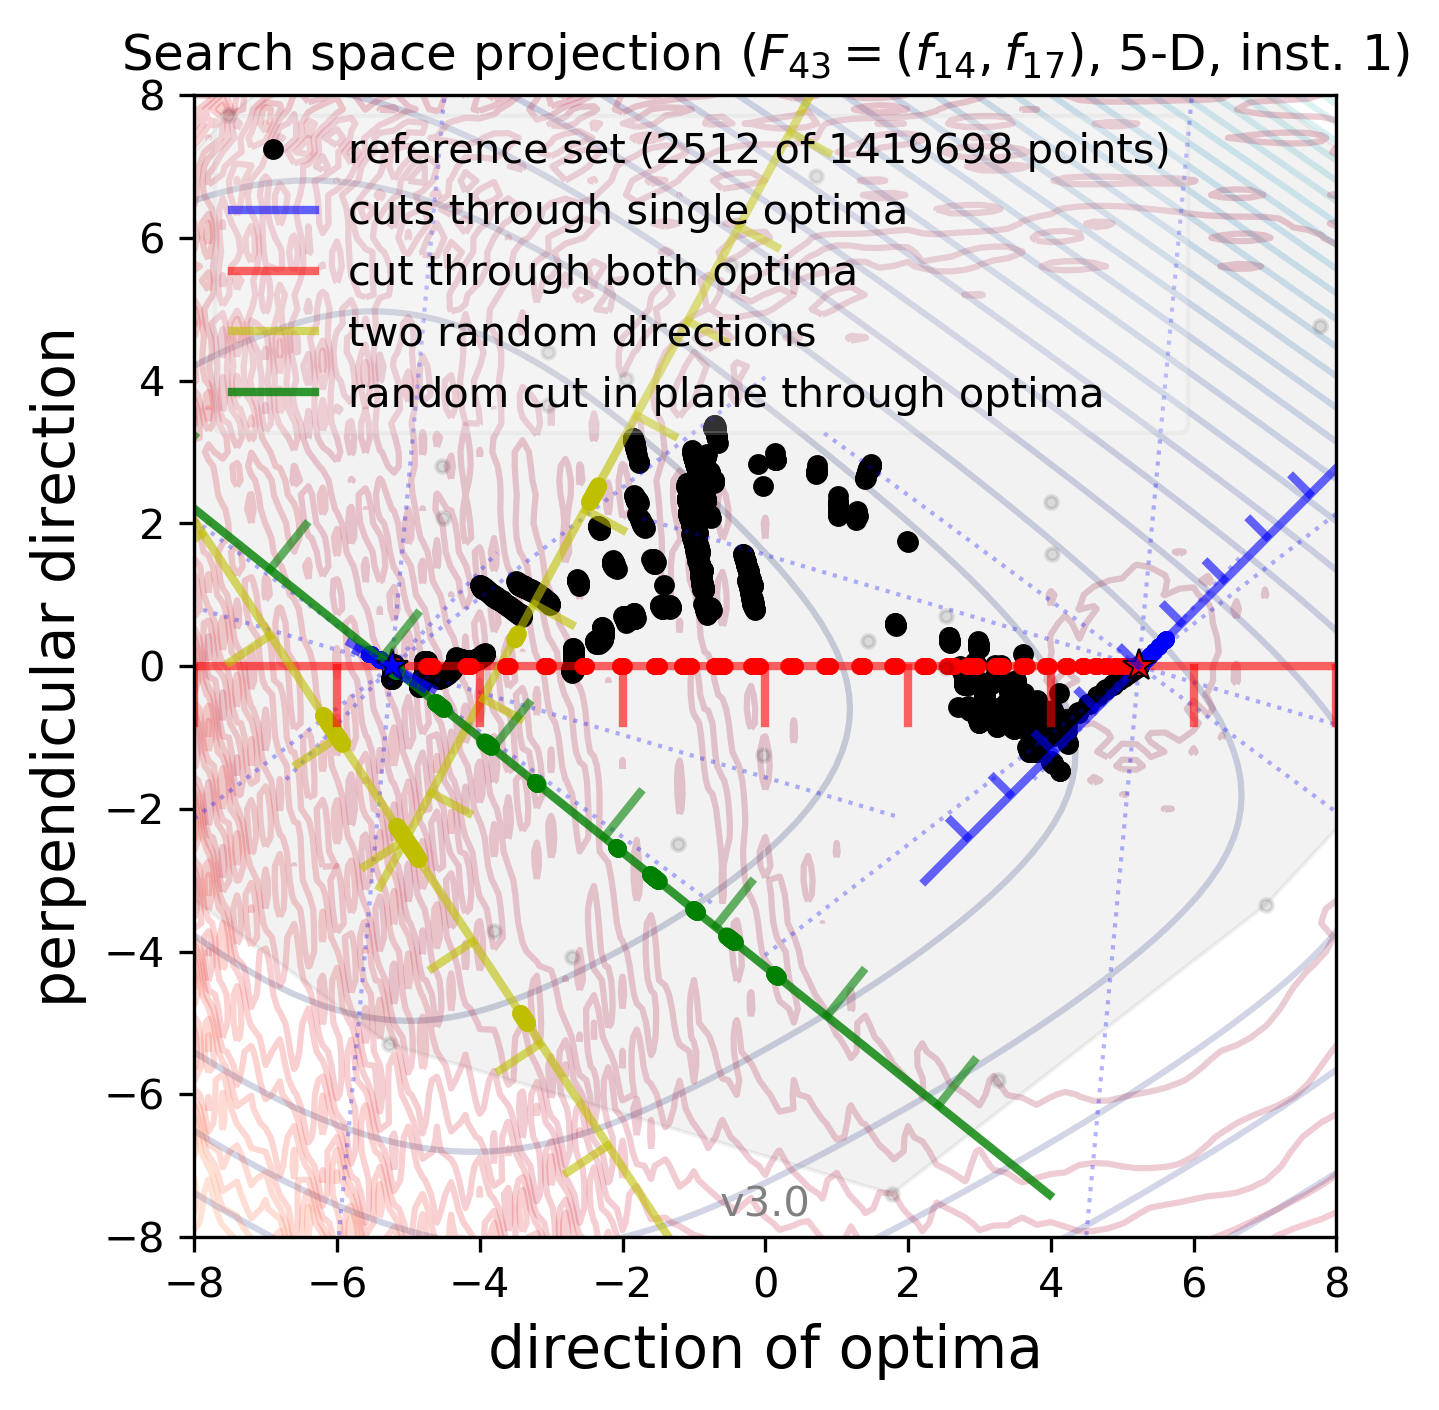 Search space projection (F₄₃ = (f₁₄, f₁₇), 5-D, inst. 1)
reference set (2512 of 1419698 points)
cuts through single optima
cut through both optima
two random directions
random cut in plane through optima
perpendicular direction
8
6
4
2
0
−2
−4
−6
−8
v3.0
−8 −6 −4 −2 0 2 4 6 8
direction of optima